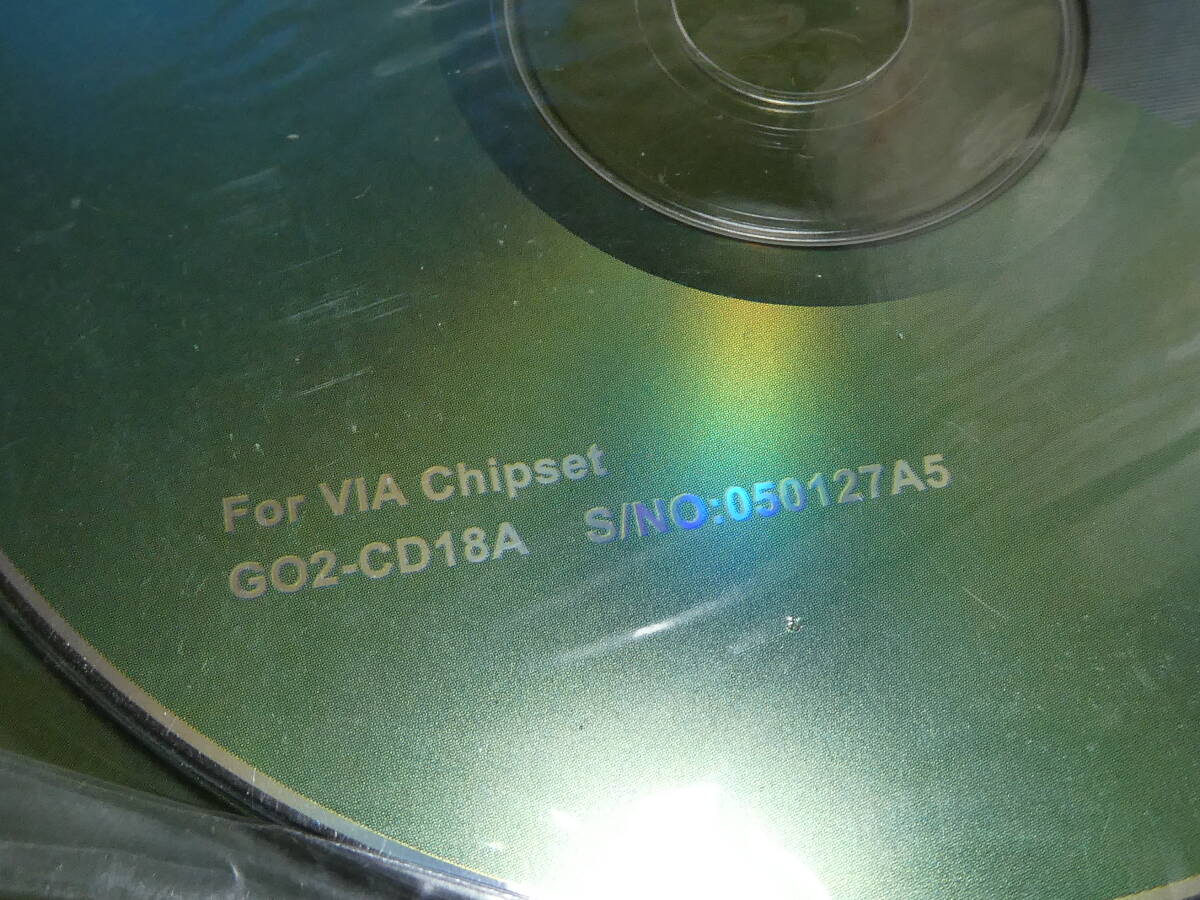 For VIA Chipset
GO2-CD18A S/NO:050127A5